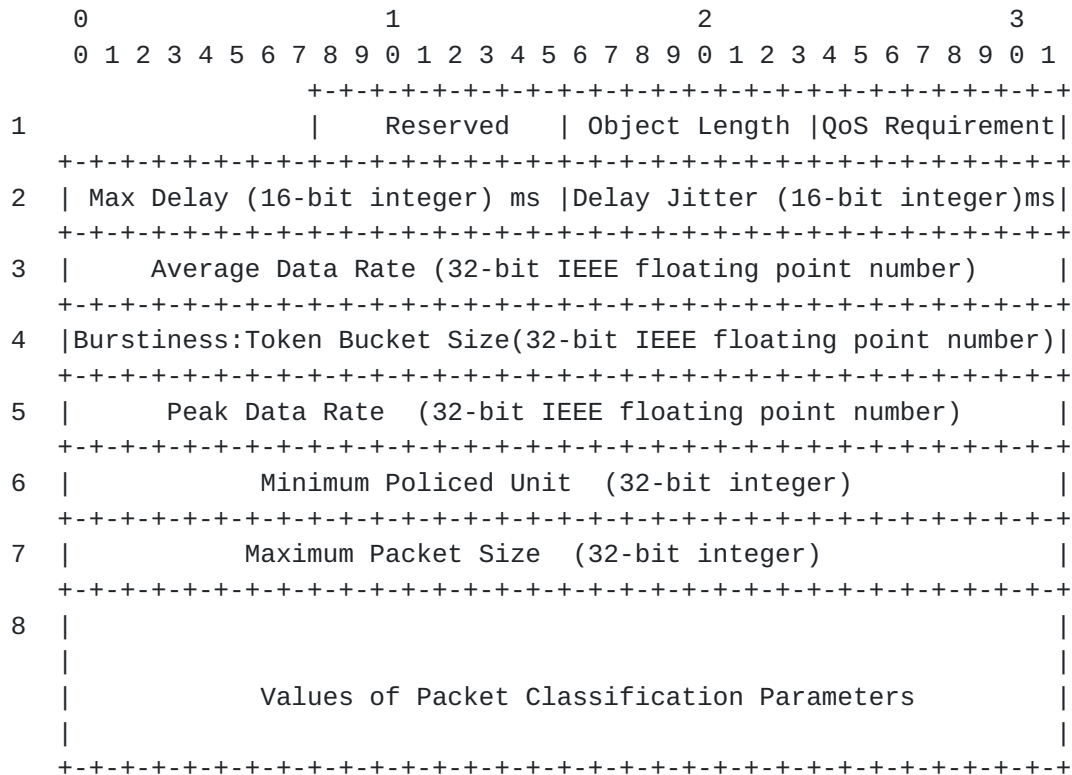 0                   1                   2                   3
    0 1 2 3 4 5 6 7 8 9 0 1 2 3 4 5 6 7 8 9 0 1 2 3 4 5 6 7 8 9 0 1
                   +-+-+-+-+-+-+-+-+-+-+-+-+-+-+-+-+-+-+-+-+-+-+-+-+
1                  |    Reserved   | Object Length |QoS Requirement|
   +-+-+-+-+-+-+-+-+-+-+-+-+-+-+-+-+-+-+-+-+-+-+-+-+-+-+-+-+-+-+-+-+
2  | Max Delay (16-bit integer) ms |Delay Jitter (16-bit integer)ms|
   +-+-+-+-+-+-+-+-+-+-+-+-+-+-+-+-+-+-+-+-+-+-+-+-+-+-+-+-+-+-+-+-+
3  |     Average Data Rate (32-bit IEEE floating point number)     |
   +-+-+-+-+-+-+-+-+-+-+-+-+-+-+-+-+-+-+-+-+-+-+-+-+-+-+-+-+-+-+-+-+
4  |Burstiness:Token Bucket Size(32-bit IEEE floating point number)|
   +-+-+-+-+-+-+-+-+-+-+-+-+-+-+-+-+-+-+-+-+-+-+-+-+-+-+-+-+-+-+-+-+
5  |      Peak Data Rate  (32-bit IEEE floating point number)      |
   +-+-+-+-+-+-+-+-+-+-+-+-+-+-+-+-+-+-+-+-+-+-+-+-+-+-+-+-+-+-+-+-+
6  |            Minimum Policed Unit  (32-bit integer)             |
   +-+-+-+-+-+-+-+-+-+-+-+-+-+-+-+-+-+-+-+-+-+-+-+-+-+-+-+-+-+-+-+-+
7  |           Maximum Packet Size  (32-bit integer)               |
   +-+-+-+-+-+-+-+-+-+-+-+-+-+-+-+-+-+-+-+-+-+-+-+-+-+-+-+-+-+-+-+-+
8  |                                                               |
   |                                                               |
   |            Values of Packet Classification Parameters         |
   |                                                               |
   +-+-+-+-+-+-+-+-+-+-+-+-+-+-+-+-+-+-+-+-+-+-+-+-+-+-+-+-+-+-+-+-+